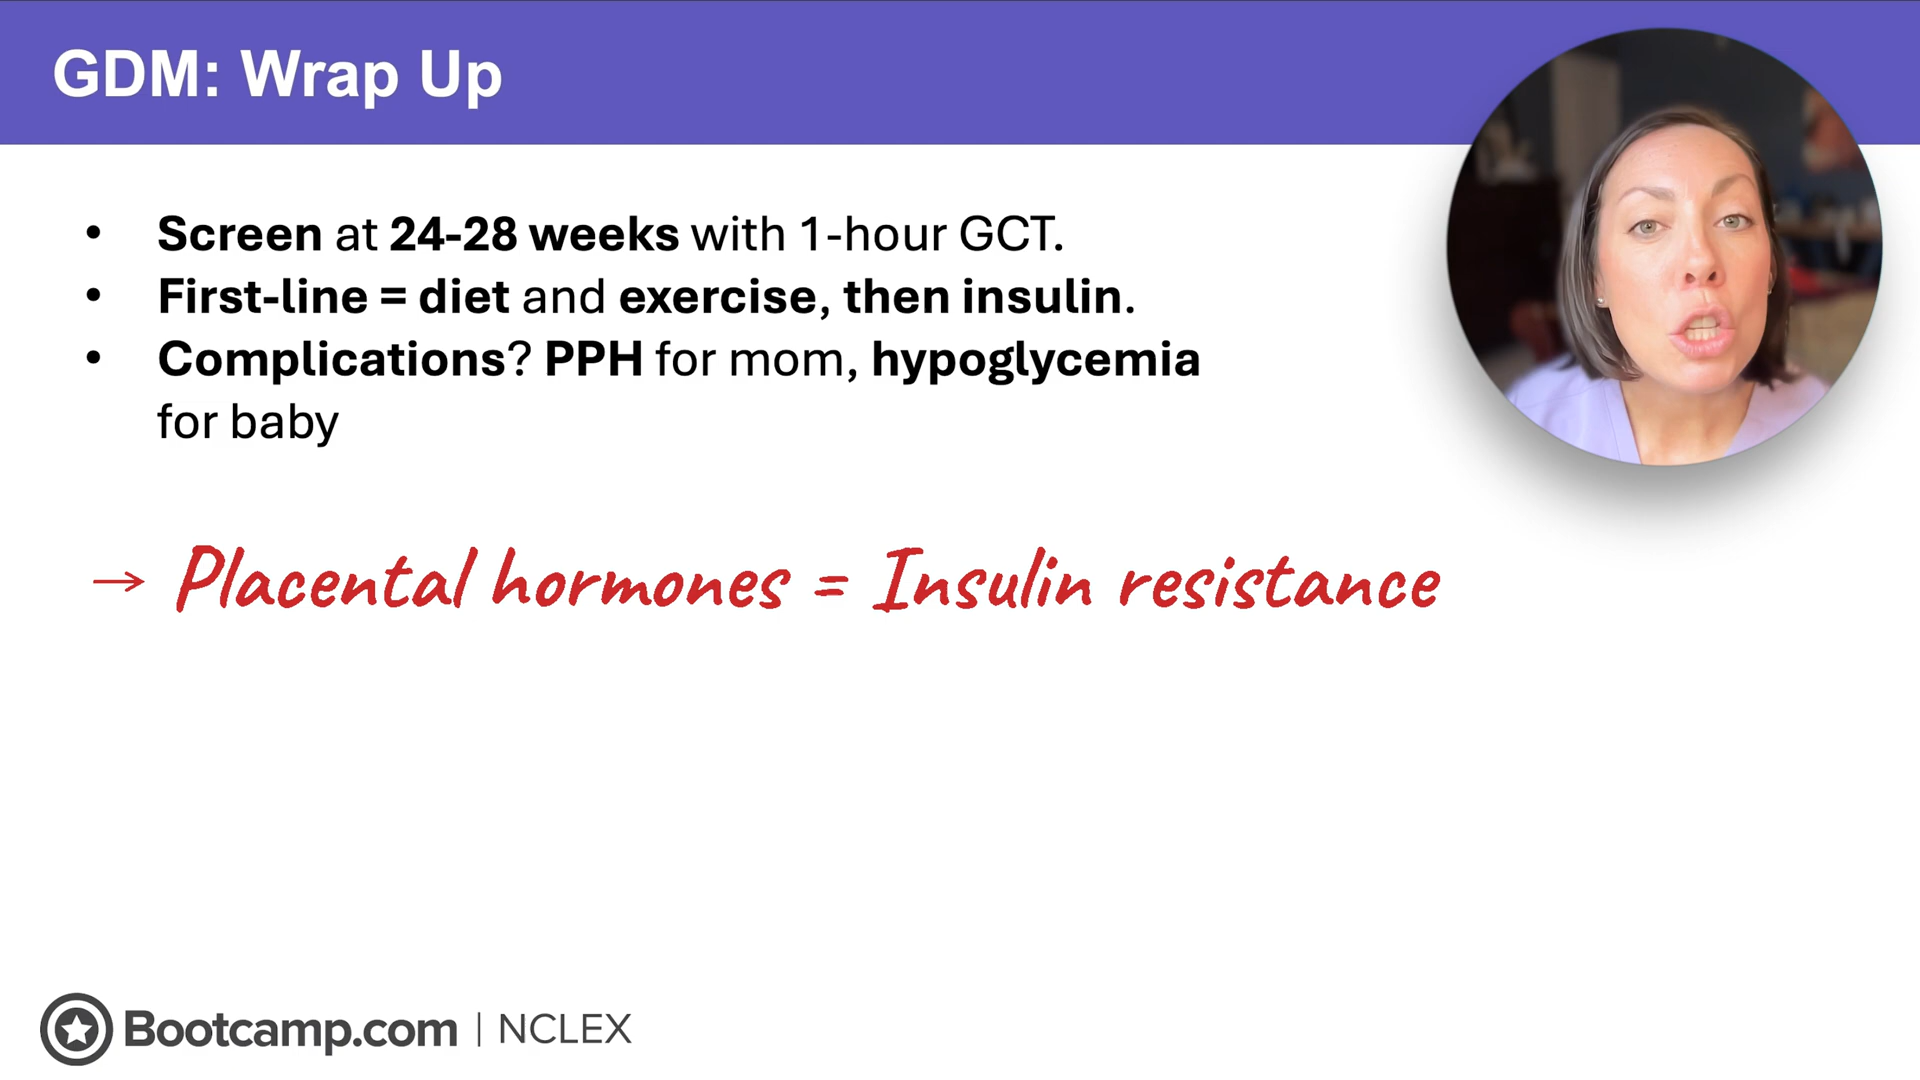 GDM: Wrap Up
• Screen at 24-28 weeks with 1-hour GCT.
• First-line = diet and exercise, then insulin.
• Complications? PPH for mom, hypoglycemia
for baby
→ Placental hormones = Insulin resistance
Bootcamp.com | NCLEX